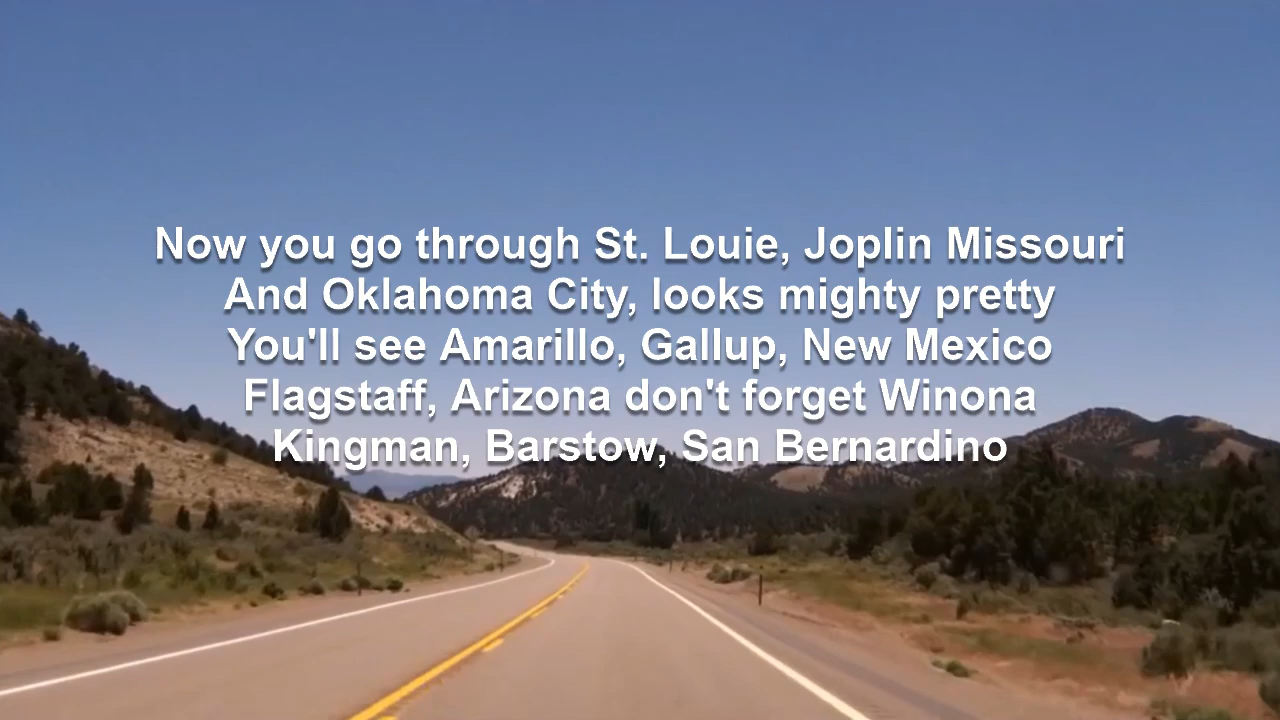 Now you go through St. Louie, Joplin Missouri
And Oklahoma City, looks mighty pretty
You'll see Amarillo, Gallup, New Mexico
Flagstaff, Arizona don't forget Winona
Kingman, Barstow, San Bernardino